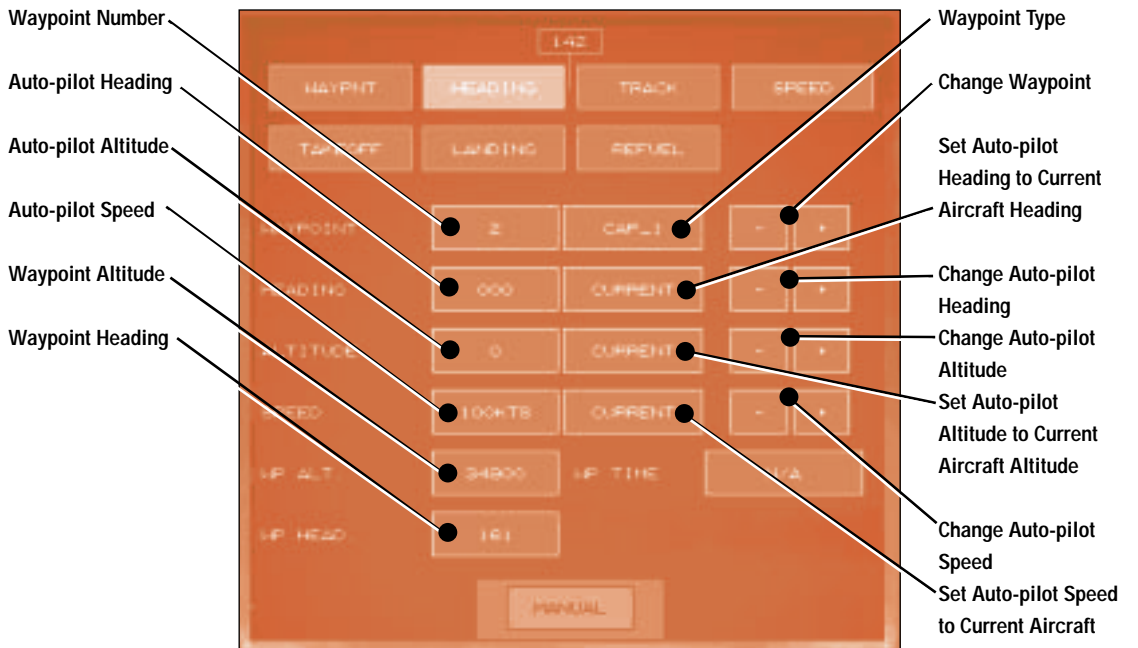 Waypoint Number
Auto-pilot Heading
Auto-pilot Altitude
Auto-pilot Speed
Waypoint Altitude
Waypoint Heading
142
WAYPNT HEADING TRACK SPEED
TAKEOFF LANDING REFUEL
WAYPOINT 2 CAP_1 - +
HEADING 000 CURRENT - +
ALTITUDE 0 CURRENT - +
SPEED 100KTS CURRENT - +
WP ALT. 34800 WP TIME N/A
WP HEAD 161
MANUAL
Waypoint Type
Change Waypoint
Set Auto-pilot
Heading to Current
Aircraft Heading
Change Auto-pilot
Heading
Change Auto-pilot
Altitude
Set Auto-pilot
Altitude to Current
Aircraft Altitude
Change Auto-pilot
Speed
Set Auto-pilot Speed
to Current Aircraft